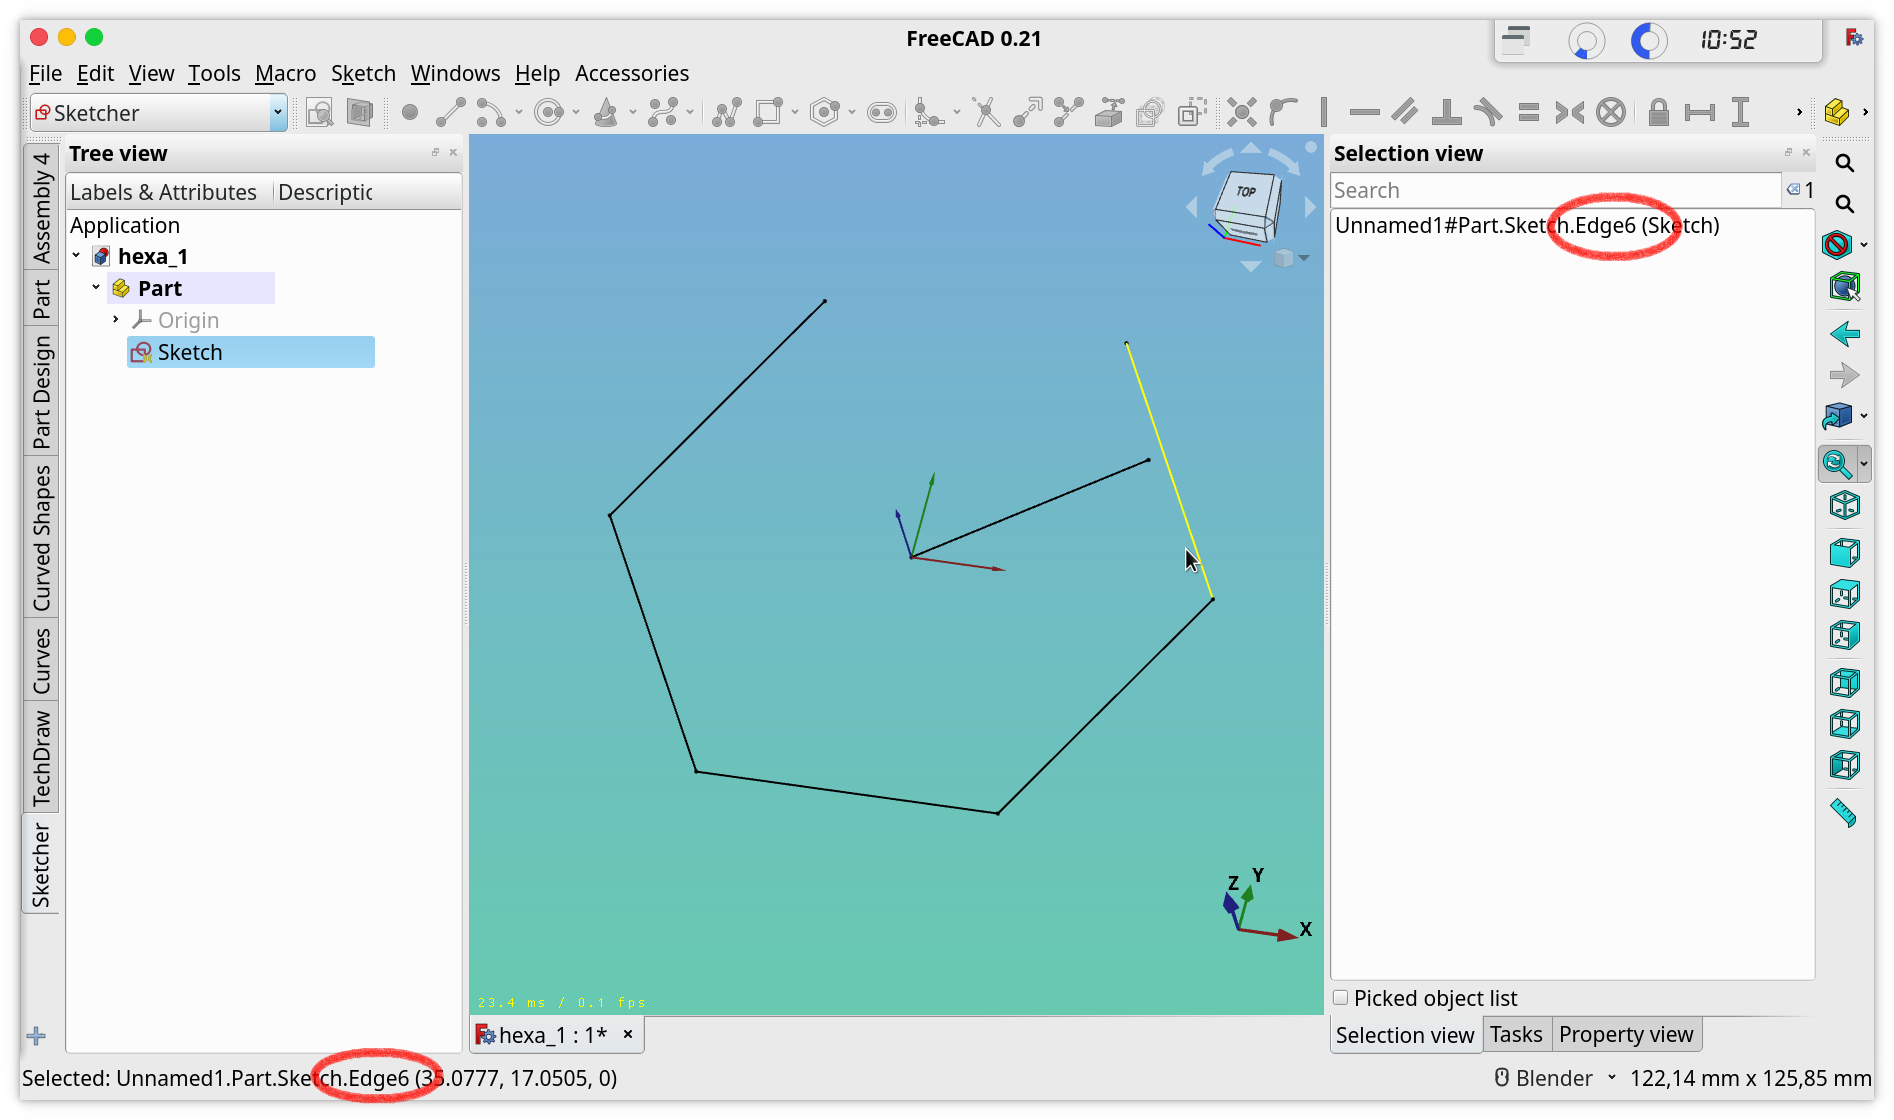 FreeCAD 0.21
10:52
File Edit View Tools Macro Sketch Windows Help Accessories
Sketcher
Assembly 4
Part
Part Design
Curved Shapes
Curves
TechDraw
Sketcher
Tree view
Labels & Attributes Descriptic
Application
hexa_1
Part
Origin
Sketch
TOP
Z Y X
23.4 ms / 0.1 fps
hexa_1 : 1*
Selection view
Search 1
Unnamed1#Part.Sketch.Edge6 (Sketch)
Picked object list
Selection view Tasks Property view
Selected: Unnamed1.Part.Sketch.Edge6 (35.0777, 17.0505, 0)
Blender 122,14 mm x 125,85 mm